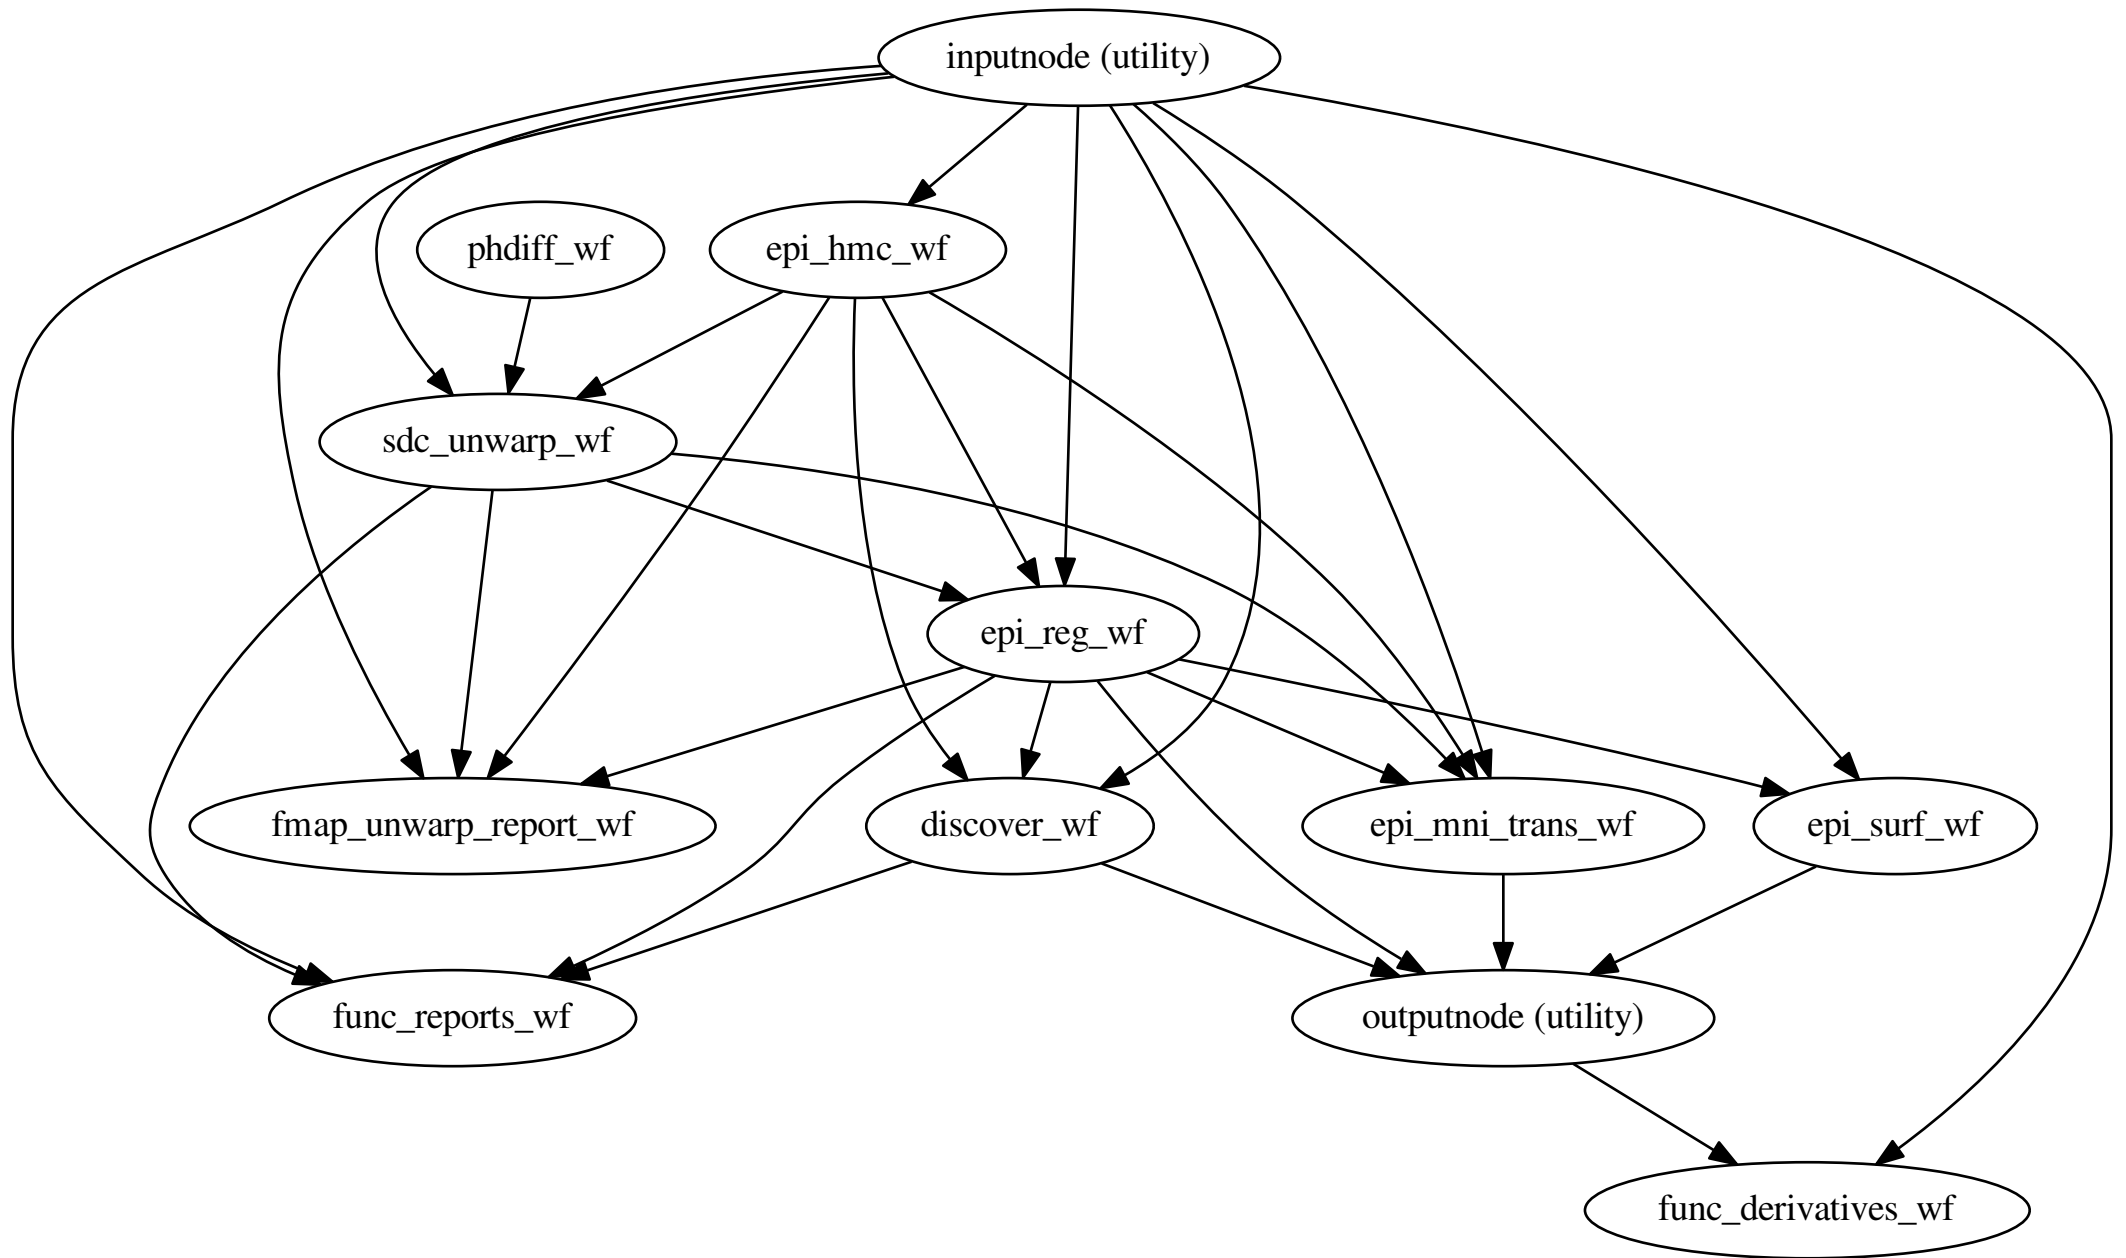 inputnode (utility)
phdiff_wf
epi_hmc_wf
sdc_unwarp_wf
epi_reg_wf
fmap_unwarp_report_wf
discover_wf
epi_mni_trans_wf
epi_surf_wf
func_reports_wf
outputnode (utility)
func_derivatives_wf